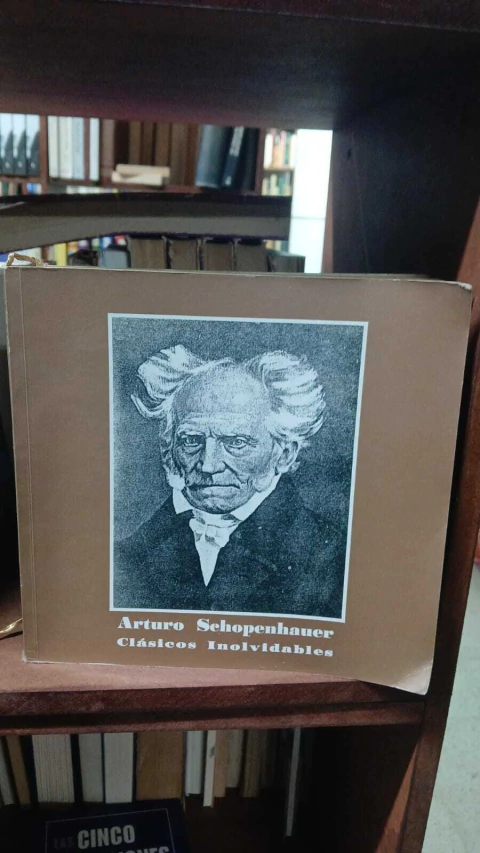 Arturo Schopenhauer
Clásicos Inolvidables
CINCO